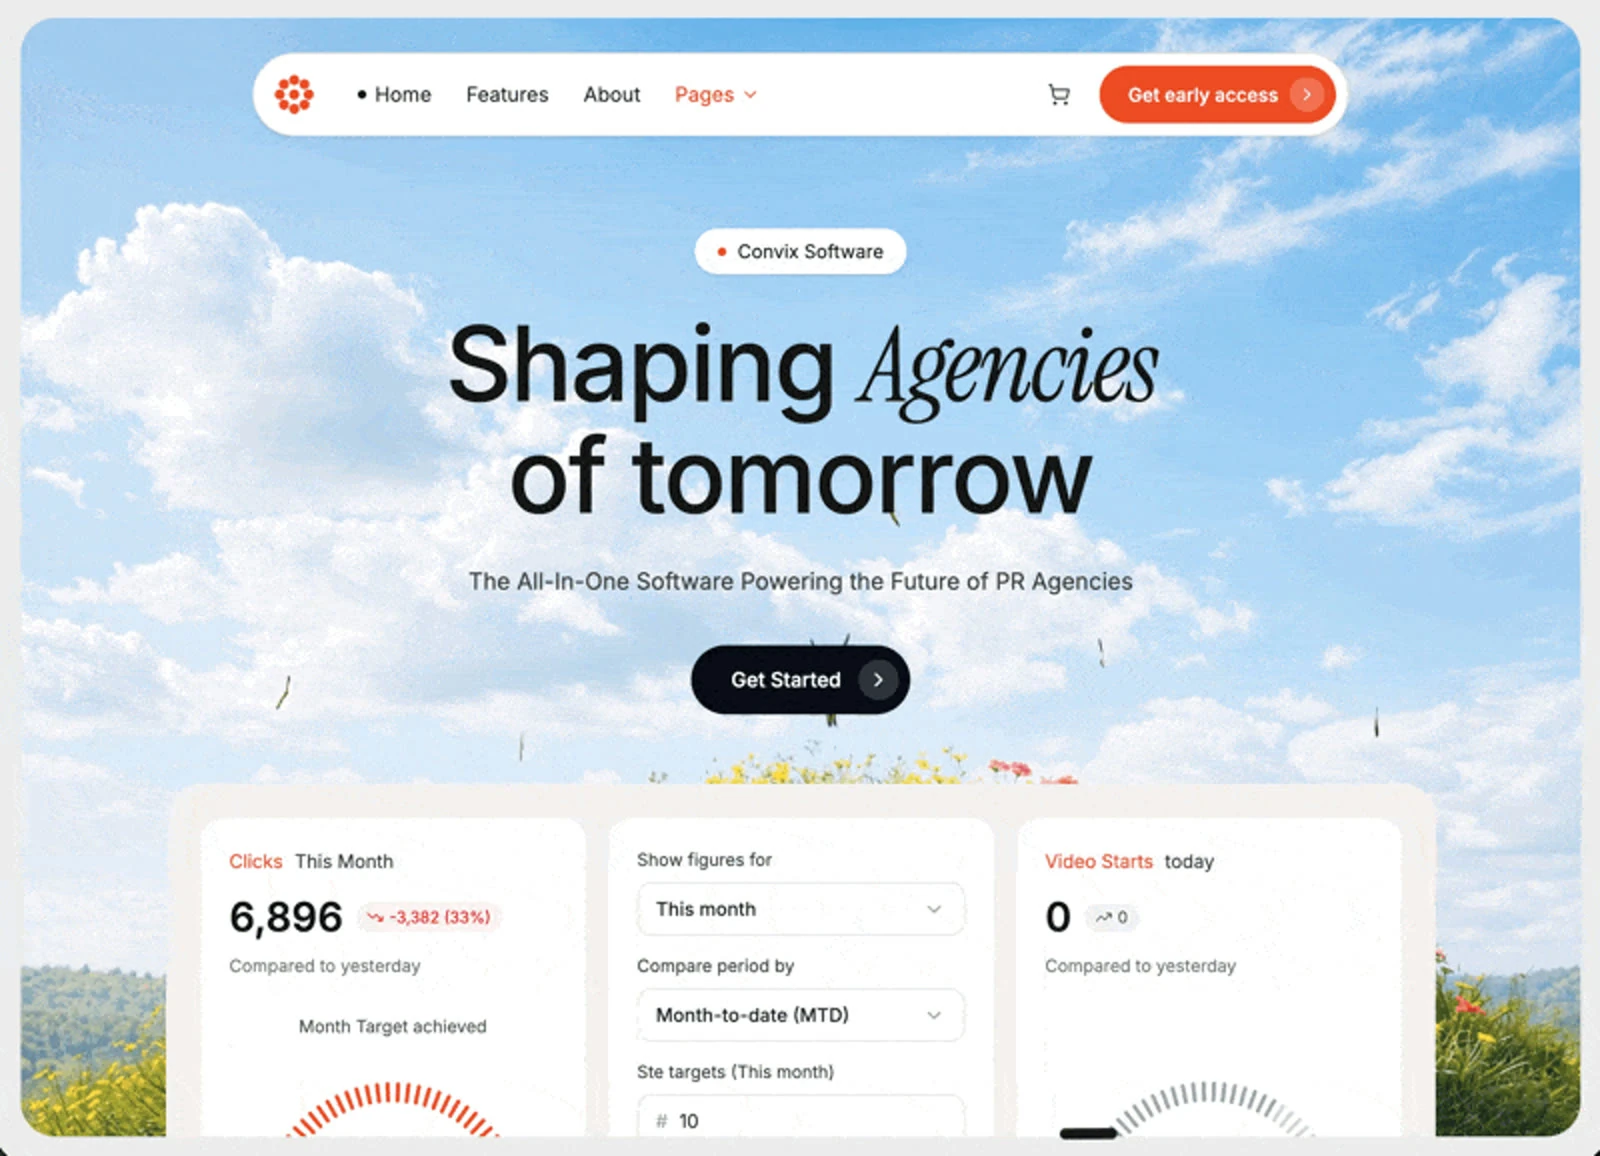 Home Features About Pages Get early access
Convix Software
Shaping Agencies
of tomorrow
The All-In-One Software Powering the Future of PR Agencies
Get Started
Clicks This Month
6,896 -3,382 (33%)
Compared to yesterday
Month Target achieved
Show figures for
This month
Compare period by
Month-to-date (MTD)
Ste targets (This month)
# 10
Video Starts today
0 0
Compared to yesterday